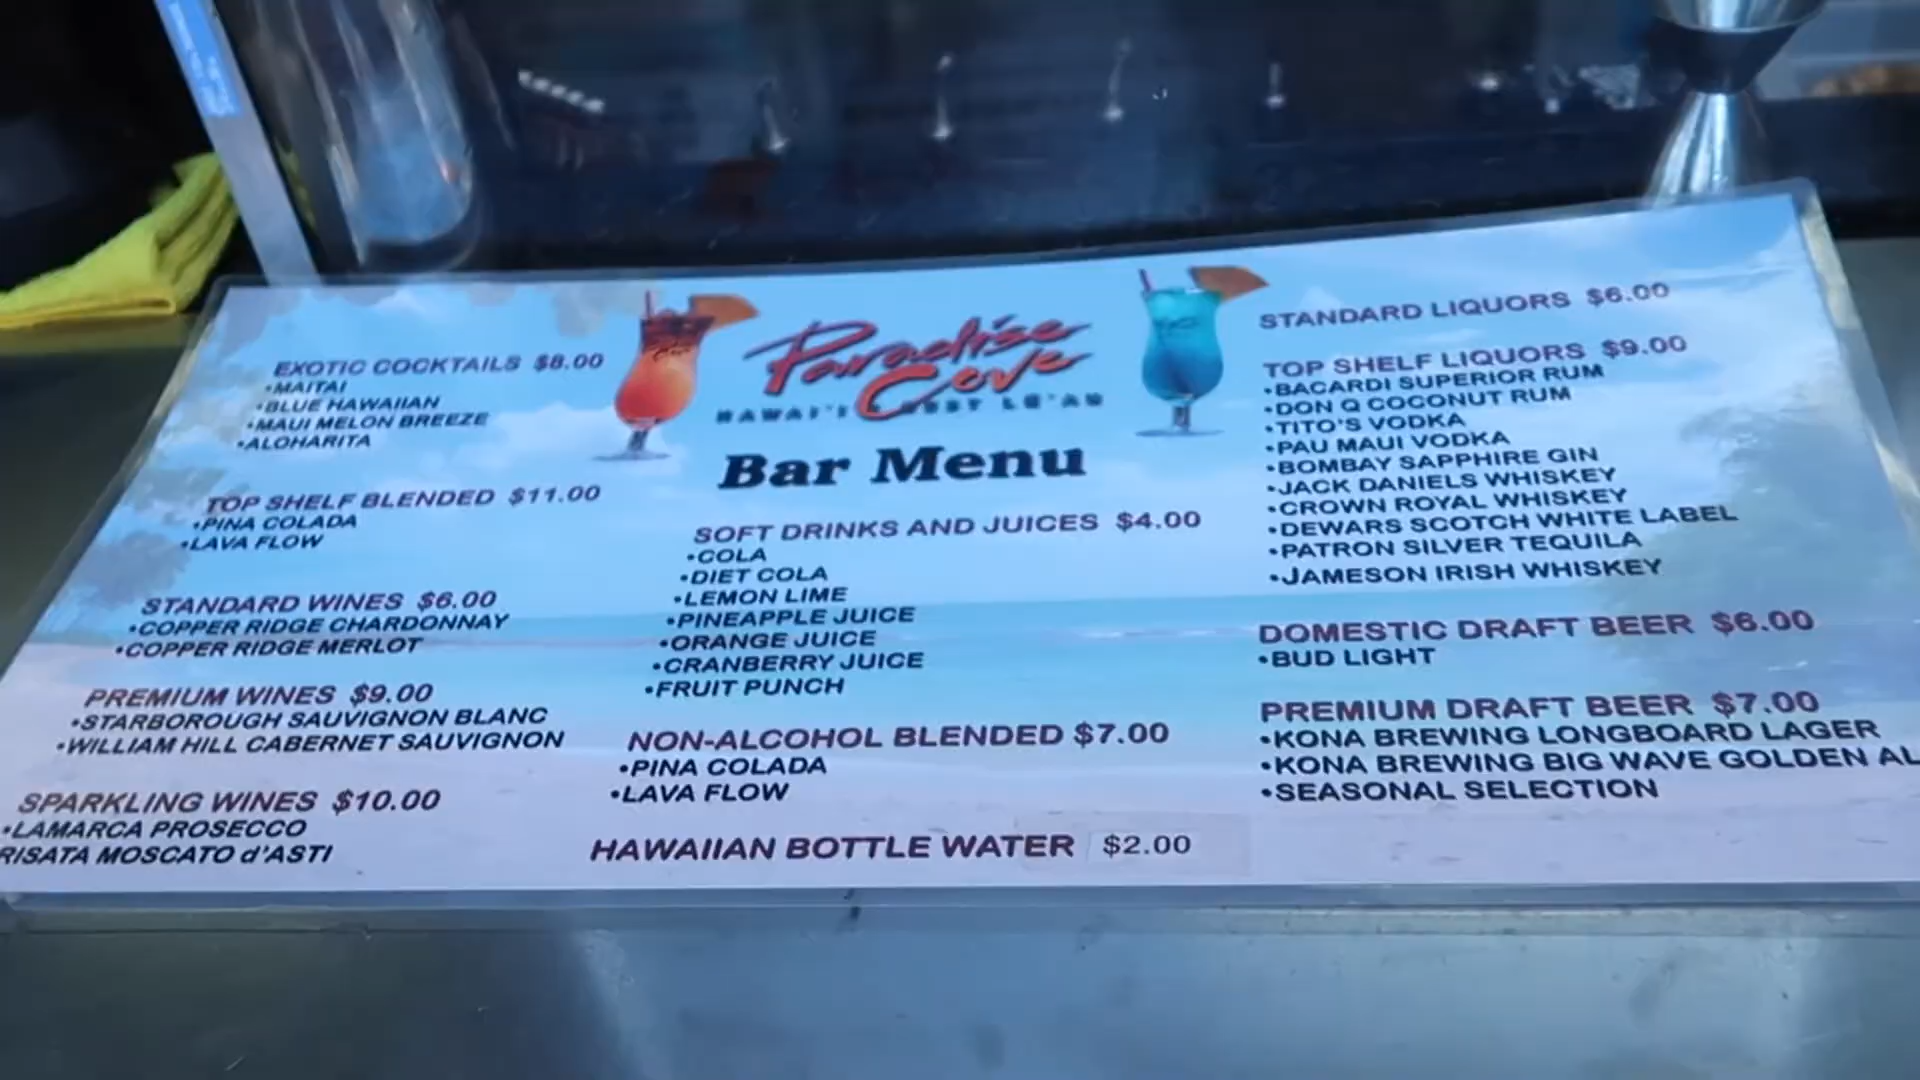 EXOTIC COCKTAILS $8.00
•MAITAI
•BLUE HAWAIIAN
•MAUI MELON BREEZE
•ALOHARITA
TOP SHELF BLENDED $11.00
•PINA COLADA
•LAVA FLOW
STANDARD WINES $6.00
•COPPER RIDGE CHARDONNAY
•COPPER RIDGE MERLOT
PREMIUM WINES $9.00
•STARBOROUGH SAUVIGNON BLANC
•WILLIAM HILL CABERNET SAUVIGNON
SPARKLING WINES $10.00
•LAMARCA PROSECCO
RISATA MOSCATO d'ASTI
Paradise
Cove
HAWAI'I'S BEST LU'AU
Bar Menu
SOFT DRINKS AND JUICES $4.00
•COLA
•DIET COLA
•LEMON LIME
•PINEAPPLE JUICE
•ORANGE JUICE
•CRANBERRY JUICE
•FRUIT PUNCH
NON-ALCOHOL BLENDED $7.00
•PINA COLADA
•LAVA FLOW
HAWAIIAN BOTTLE WATER $2.00
STANDARD LIQUORS $6.00
TOP SHELF LIQUORS $9.00
•BACARDI SUPERIOR RUM
•DON Q COCONUT RUM
•TITO'S VODKA
•PAU MAUI VODKA
•BOMBAY SAPPHIRE GIN
•JACK DANIELS WHISKEY
•CROWN ROYAL WHISKEY
•DEWARS SCOTCH WHITE LABEL
•PATRON SILVER TEQUILA
•JAMESON IRISH WHISKEY
DOMESTIC DRAFT BEER $6.00
•BUD LIGHT
PREMIUM DRAFT BEER $7.00
•KONA BREWING LONGBOARD LAGER
•KONA BREWING BIG WAVE GOLDEN AL
•SEASONAL SELECTION